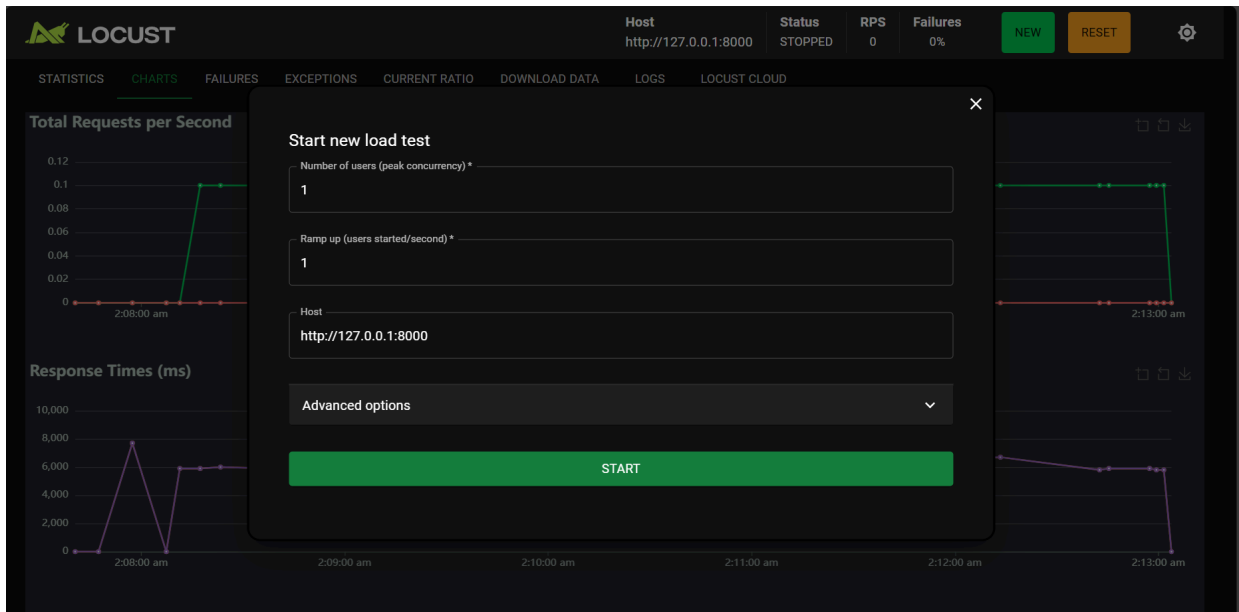 LOCUST
Host
http://127.0.0.1:8000
Status
STOPPED
RPS
0
Failures
0%
NEW
RESET
STATISTICS
CHARTS
FAILURES
EXCEPTIONS
CURRENT RATIO
DOWNLOAD DATA
LOGS
LOCUST CLOUD
Total Requests per Second
0.12
0.1
0.08
0.06
0.04
0.02
0
2:08:00 am
2:13:00 am
Start new load test
Number of users (peak concurrency) *
1
Ramp up (users started/second) *
1
Host
http://127.0.0.1:8000
Advanced options
START
Response Times (ms)
10,000
8,000
6,000
4,000
2,000
0
2:08:00 am
2:09:00 am
2:10:00 am
2:11:00 am
2:12:00 am
2:13:00 am